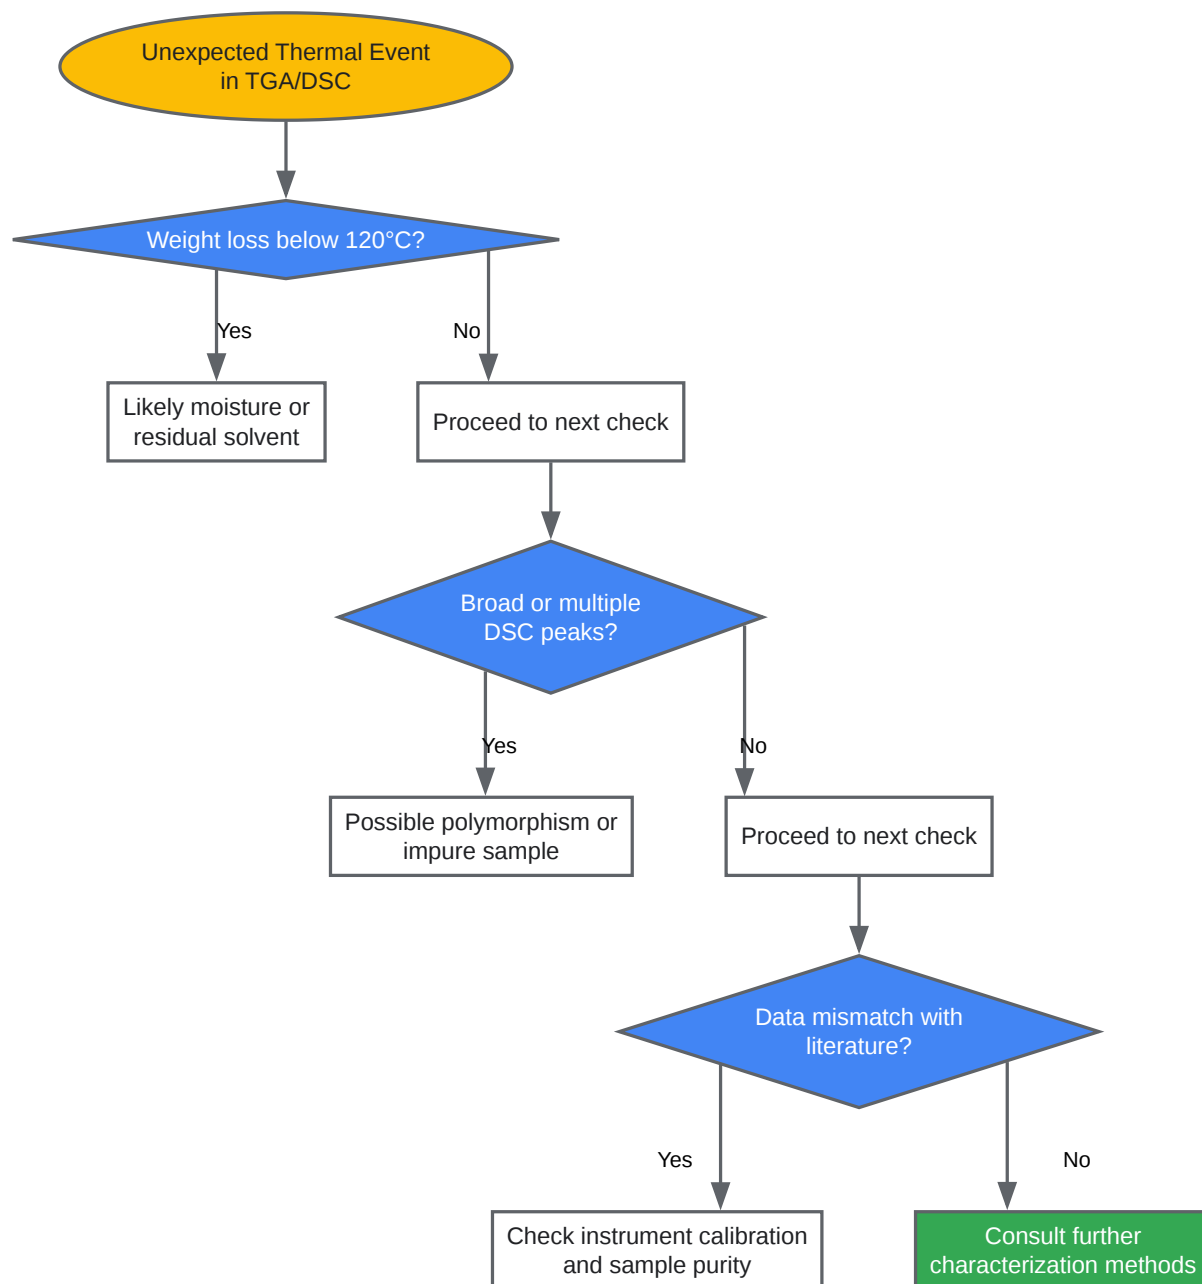 Unexpected Thermal Event
in TGA/DSC
Weight loss below 120°C?
Yes
No
Likely moisture or
residual solvent
Proceed to next check
Broad or multiple
DSC peaks?
Yes
No
Possible polymorphism or
impure sample
Proceed to next check
Data mismatch with
literature?
Yes
No
Check instrument calibration
and sample purity
Consult further
characterization methods